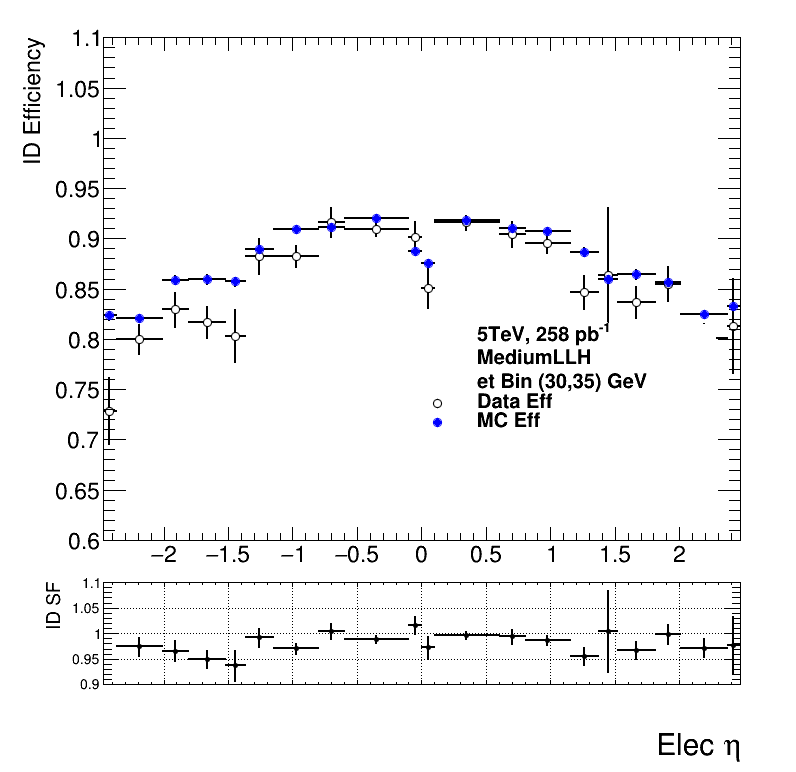 ID Efficiency
1.1
1.05
1
0.95
0.9
0.85
0.8
0.75
0.7
0.65
0.6
5TeV, 258 pb⁻¹
MediumLLH
et Bin (30,35) GeV
Data Eff
MC Eff
−2 −1.5 −1 −0.5 0 0.5 1 1.5 2
ID SF
1.1
1.05
1
0.95
0.9
Elec η